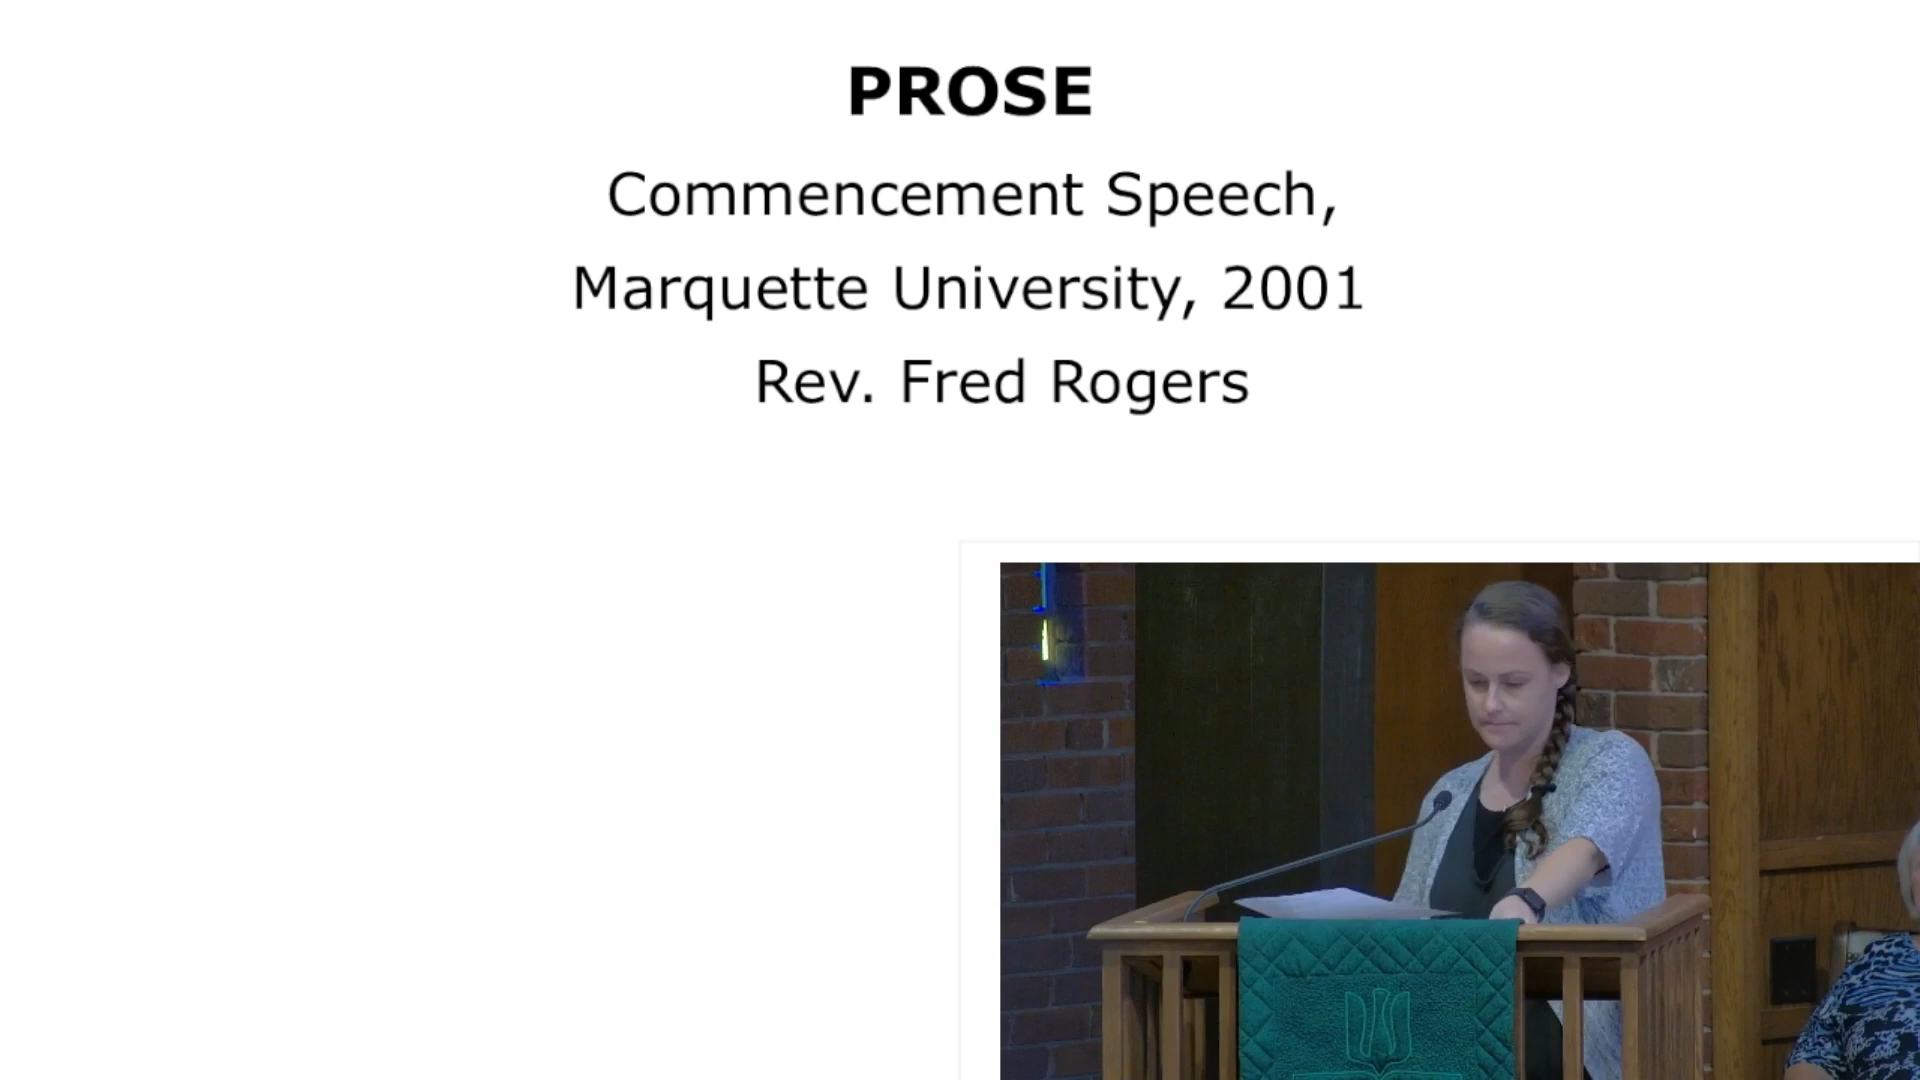 PROSE
Commencement Speech,
Marquette University, 2001
Rev. Fred Rogers